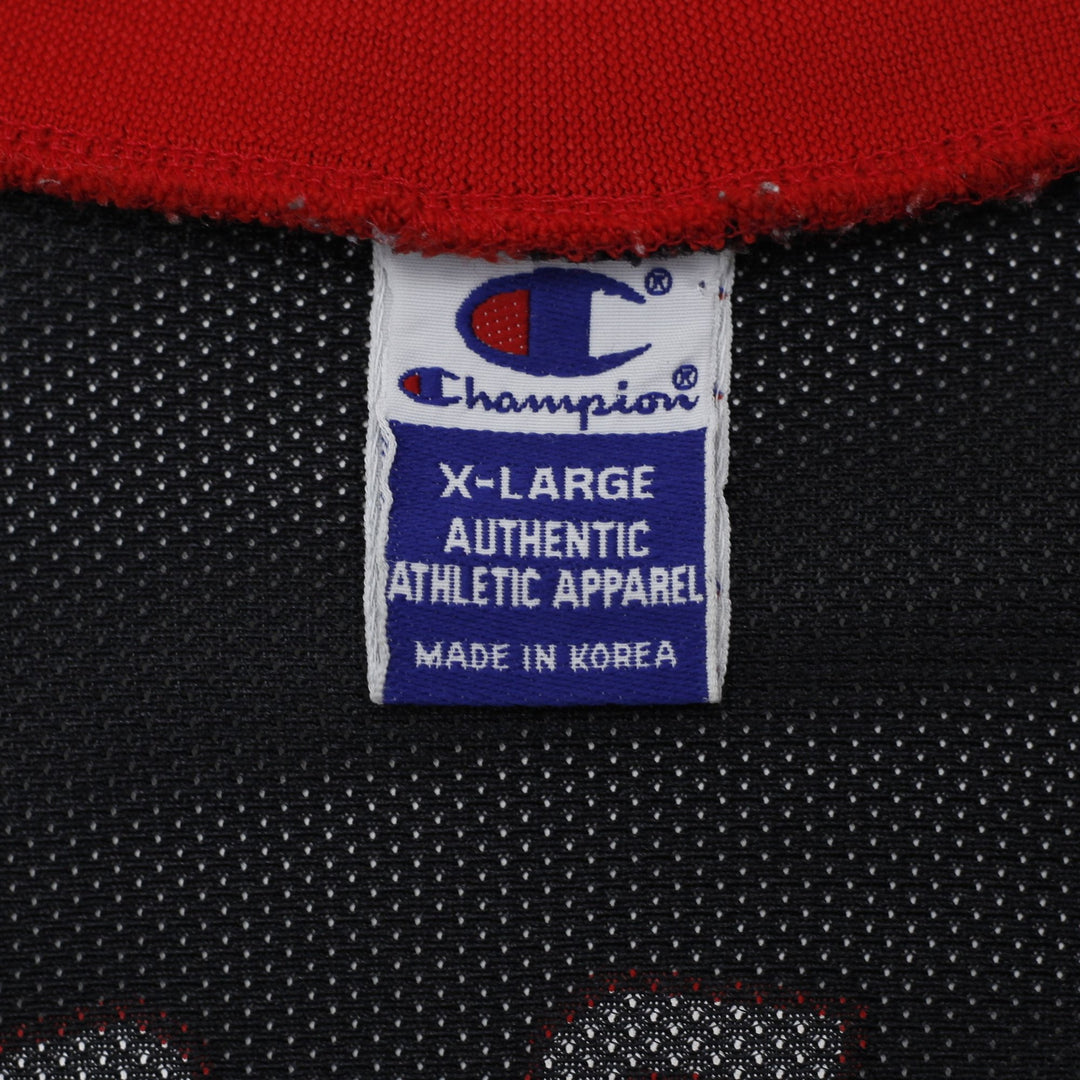 ®
Champion®
X-LARGE
AUTHENTIC
ATHLETIC APPAREL
MADE IN KOREA